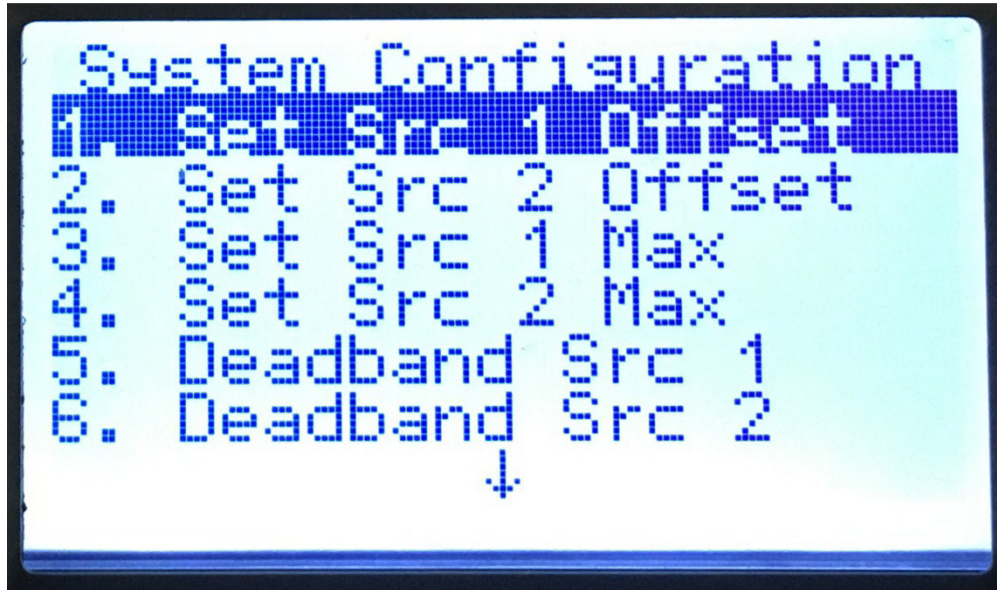 System Configuration
1. Set Src 1 Offset
2. Set Src 2 Offset
3. Set Src 1 Max
4. Set Src 2 Max
5. Deadband Src 1
6. Deadband Src 2
↓